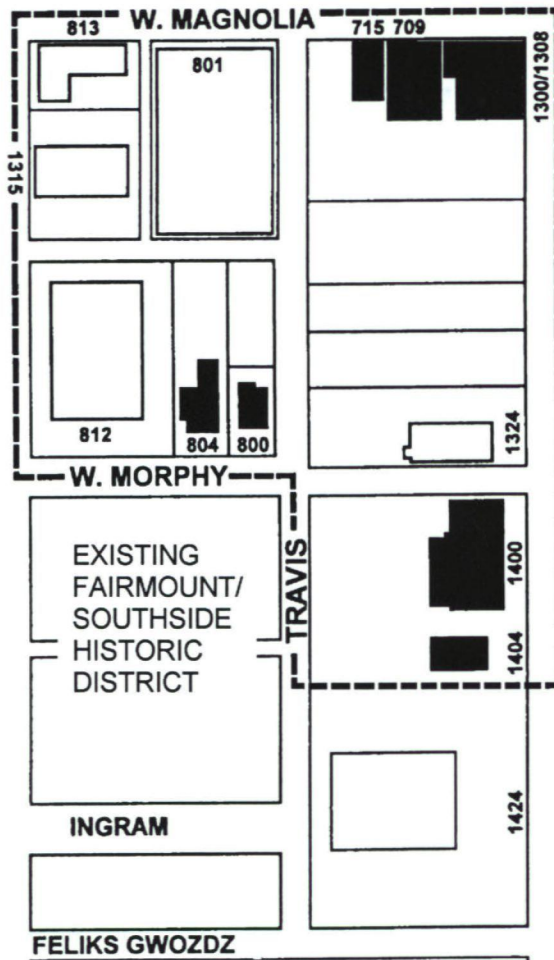 W. MAGNOLIA
813
801
715 709
1300/1308
1315
812
804
800
1324
W. MORPHY
EXISTING
FAIRMOUNT/
SOUTHSIDE
HISTORIC
DISTRICT
TRAVIS
1400
1404
1424
INGRAM
FELIKS GWOZDZ